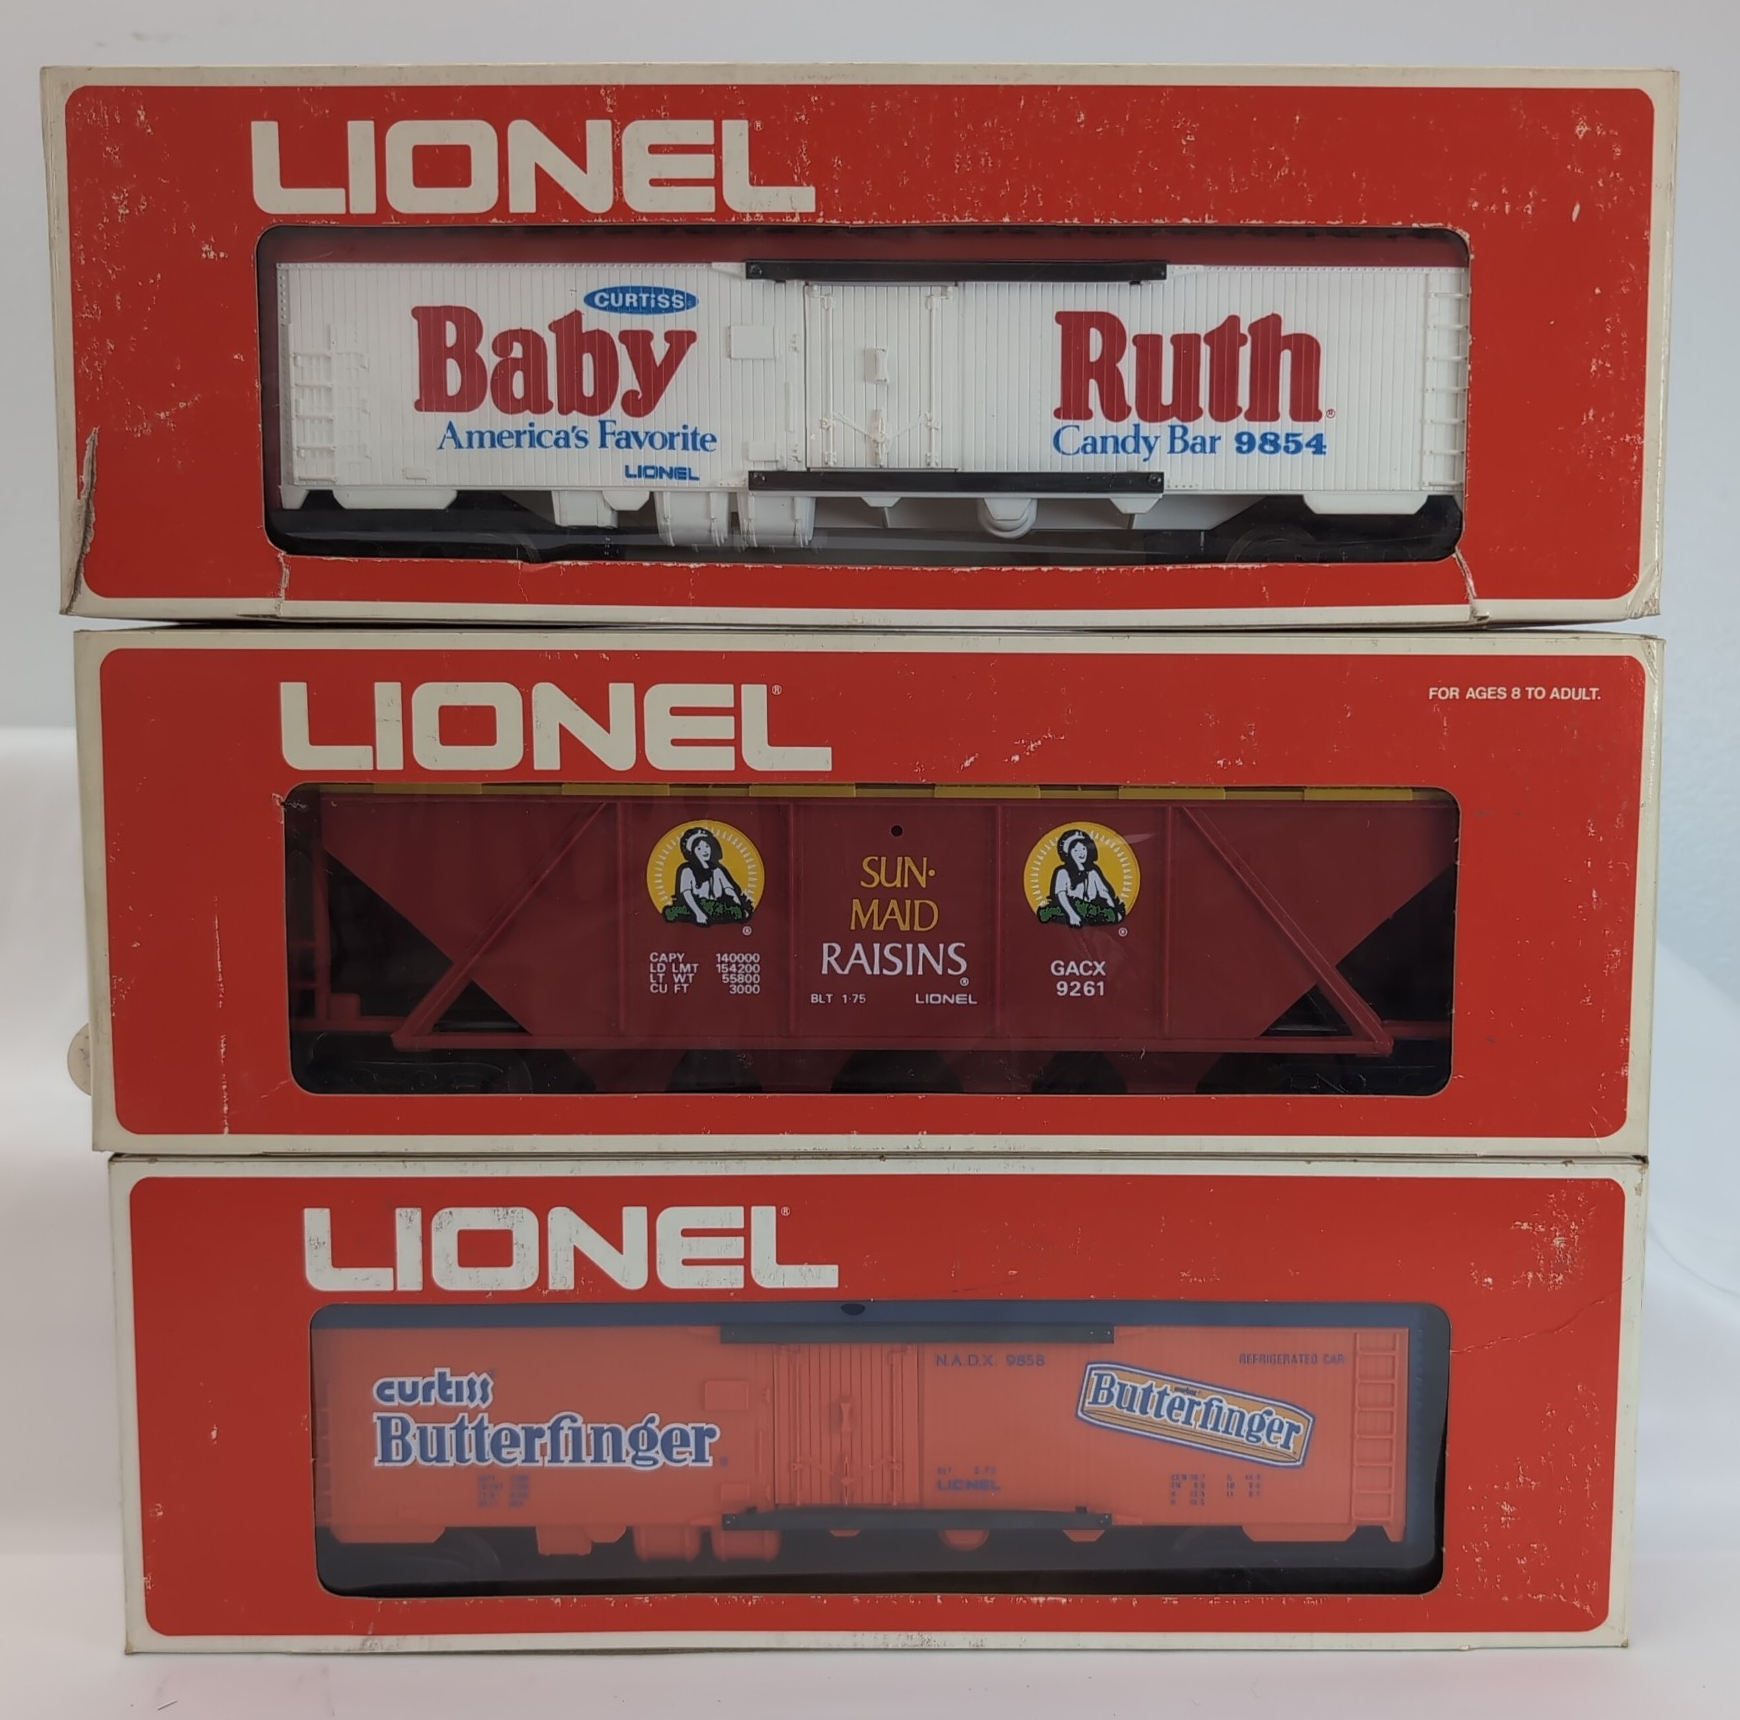 LIONEL®
CURTISS
Baby Ruth®
America's Favorite Candy Bar 9854
LIONEL
LIONEL®
FOR AGES 8 TO ADULT.
SUN-
MAID
RAISINS®
®
®
CAPY 140000
LD LMT 154200
LT WT 55800
CU FT 3000
BLT 1-75 LIONEL
GACX
9261
LIONEL®
curtiss
Butterfinger®
N.A.D.X. 9858
REFRIGERATED CAR
Butterfinger
LIONEL